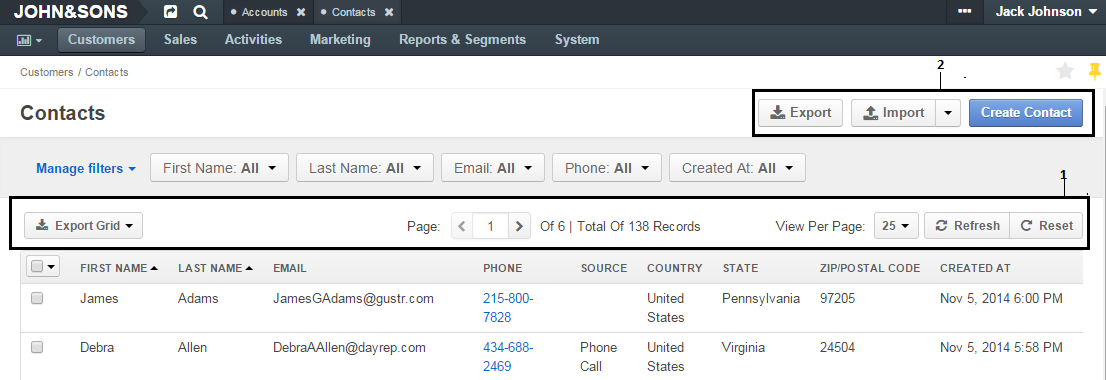 JOHN&SONS Accounts × Contacts × ••• Jack Johnson
Customers Sales Activities Marketing Reports & Segments System
2
Customers / Contacts
Contacts Export Import Create Contact
Manage filters First Name: All Last Name: All Email: All Phone: All Created At: All
1
Export Grid Page: 1 Of 6 | Total Of 138 Records View Per Page: 25 Refresh Reset
FIRST NAME LAST NAME EMAIL PHONE SOURCE COUNTRY STATE ZIP/POSTAL CODE CREATED AT
James Adams JamesGAdams@gustr.com 215-800- United Pennsylvania 97205 Nov 5, 2014 6:00 PM
7828 States
Debra Allen DebraAAllen@dayrep.com 434-688- Phone United Virginia 24504 Nov 5, 2014 5:58 PM
2469 Call States